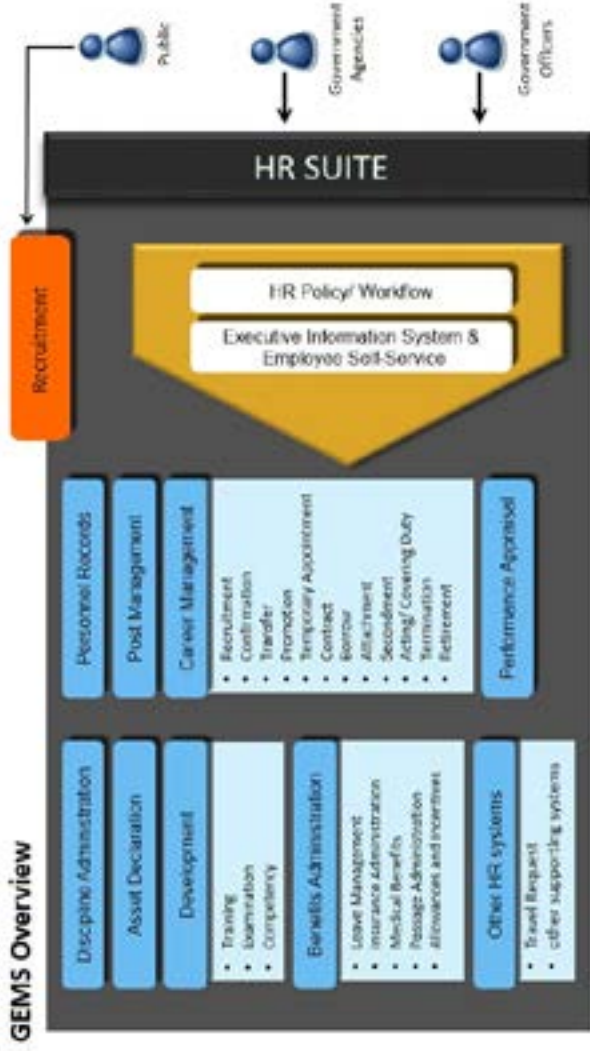 GEMS Overview
Public
Government
Agencies
Government
Officers
HR SUITE
Recruitment
HR Policy/ Workflow
Executive Information System &
Employee Self-Service
Personnel Records
Post Management
Career Management
• Recruitment
• Confirmation
• Transfer
• Promotion
• Temporary Appointment
• Contract
• Borrow
• Attachment
• Secondment
• Acting/ Covering Duty
• Termination
• Retirement
Performance Appraisal
Discipline Administration
Asset Declaration
Development
• Training
• Examination
• Competency
Benefits Administration
• Leave Management
• Insurance Administration
• Medical Benefits
• Passage Administration
• Allowances and Incentives
Other HR systems
• Travel Request
• other supporting systems